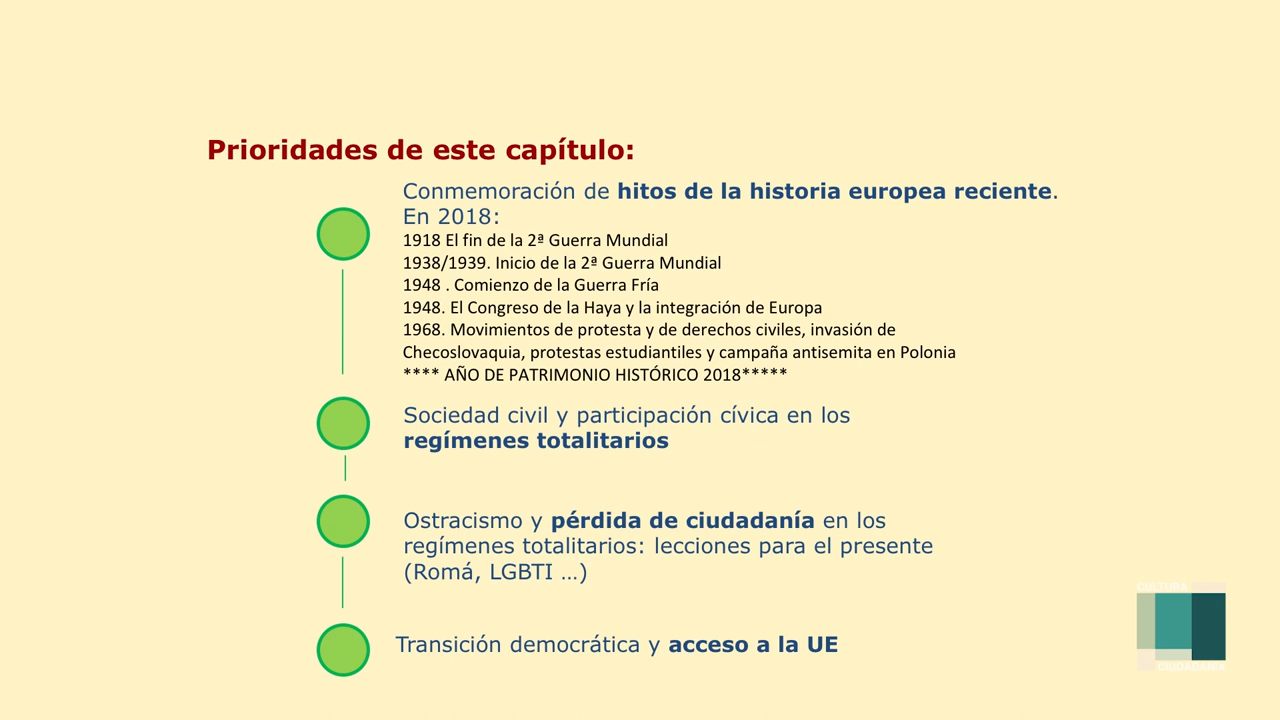 Prioridades de este capítulo:
Conmemoración de hitos de la historia europea reciente.
En 2018:
1918 El fin de la 2ª Guerra Mundial
1938/1939. Inicio de la 2ª Guerra Mundial
1948 . Comienzo de la Guerra Fría
1948. El Congreso de la Haya y la integración de Europa
1968. Movimientos de protesta y de derechos civiles, invasión de
Checoslovaquia, protestas estudiantiles y campaña antisemita en Polonia
**** AÑO DE PATRIMONIO HISTÓRICO 2018*****
Sociedad civil y participación cívica en los
regímenes totalitarios
Ostracismo y pérdida de ciudadanía en los
regímenes totalitarios: lecciones para el presente
(Romá, LGBTI …)
Transición democrática y acceso a la UE
CULTURA
CIUDADANÍA